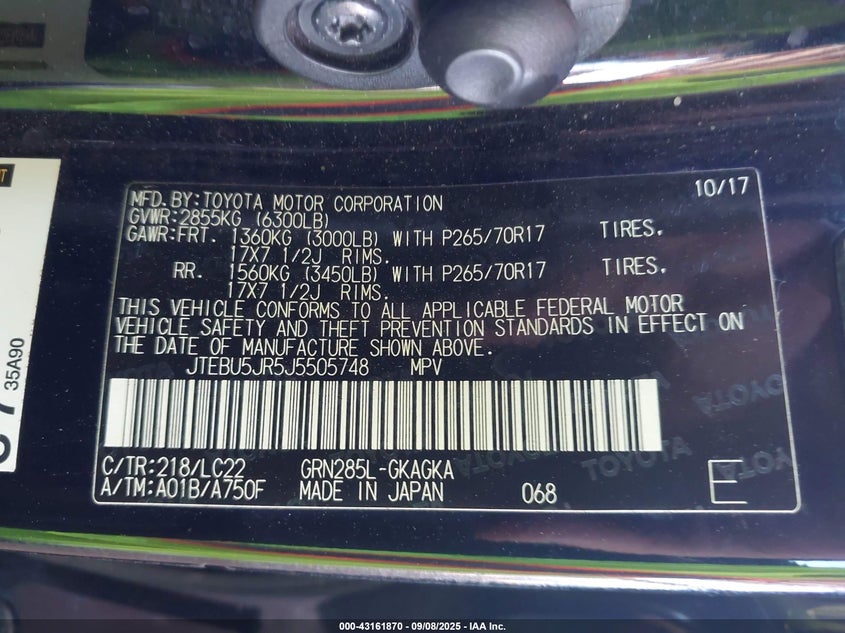 MFD.BY:TOYOTA MOTOR CORPORATION 10/17
GVWR:2855KG (6300LB)
GAWR:FRT. 1360KG (3000LB) WITH P265/70R17 TIRES,
17X7 1/2J RIMS.
RR. 1560KG (3450LB) WITH P265/70R17 TIRES,
17X7 1/2J RIMS.
THIS VEHICLE CONFORMS TO ALL APPLICABLE FEDERAL MOTOR
VEHICLE SAFETY AND THEFT PREVENTION STANDARDS IN EFFECT ON
THE DATE OF MANUFACTURE SHOWN ABOVE.
JTEBU5JR5J5505748 MPV
C/TR:218/LC22 GRN285L-GKAGKA
A/TM:A01B/A750F MADE IN JAPAN 068 E
35A90
TOYOTA
TOYOTA
TOYOTA
TOYOTA
000-43161870 - 09/08/2025 - IAA Inc.